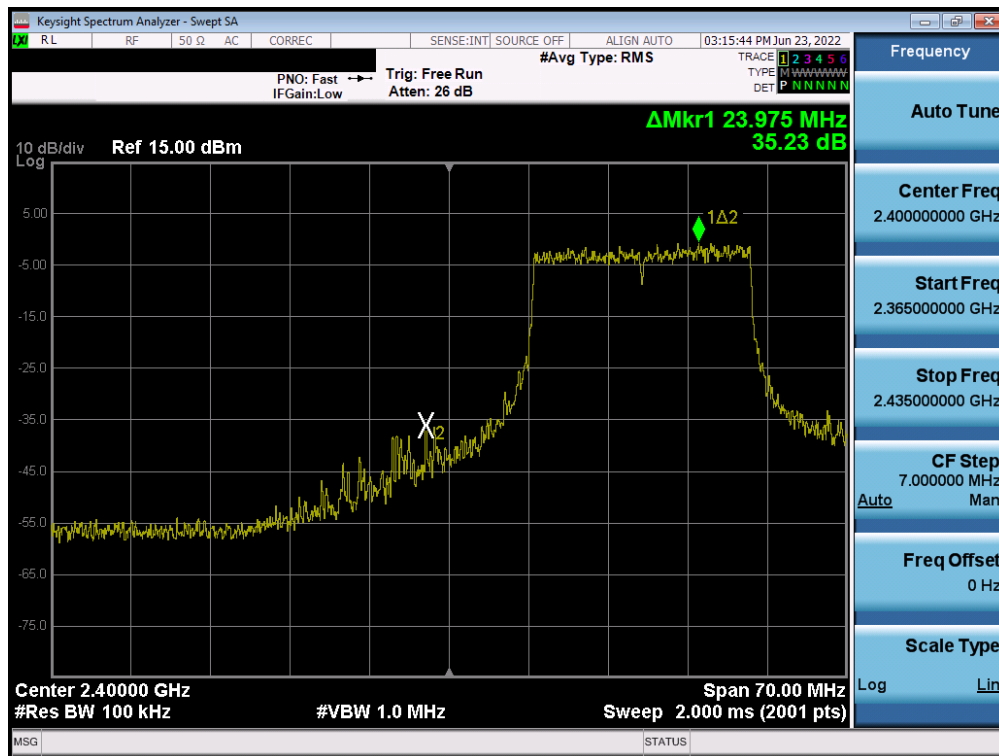 Keysight Spectrum Analyzer - Swept SA
LXI RL RF 50 Ω AC CORREC SENSE:INT SOURCE OFF ALIGN AUTO 03:15:44 PM Jun 23, 2022
#Avg Type: RMS
TRACE 1 2 3 4 5 6
PNO: Fast Trig: Free Run
TYPE M W W W W W
IFGain:Low Atten: 26 dB
DET P N N N N N
ΔMkr1 23.975 MHz
35.23 dB
10 dB/div Ref 15.00 dBm
Log
1Δ2
5.00
-5.00
-15.0
-25.0
-35.0
X2
-45.0
-55.0
-65.0
-75.0
Center 2.40000 GHz Span 70.00 MHz
#Res BW 100 kHz #VBW 1.0 MHz Sweep 2.000 ms (2001 pts)
MSG STATUS
Frequency
Auto Tune
Center Freq
2.400000000 GHz
Start Freq
2.365000000 GHz
Stop Freq
2.435000000 GHz
CF Step
7.000000 MHz
Auto Man
Freq Offset
0 Hz
Scale Type
Log Lin